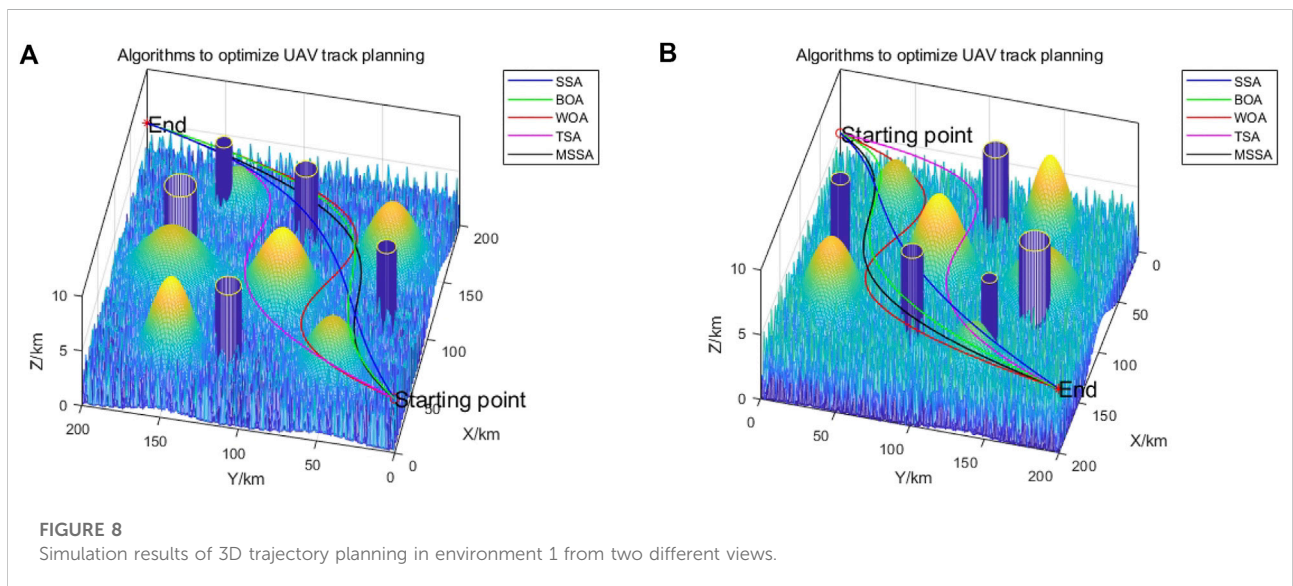 A
Algorithms to optimize UAV track planning
SSA
BOA
WOA
TSA
MSSA
End
Starting point
10
5
0
Z/km
200
150
100
50
0
Y/km
0
50
100
150
200
X/km
B
Algorithms to optimize UAV track planning
SSA
BOA
WOA
TSA
MSSA
Starting point
End
10
5
0
Z/km
0
50
100
150
200
Y/km
0
50
100
150
200
X/km
FIGURE 8
Simulation results of 3D trajectory planning in environment 1 from two different views.